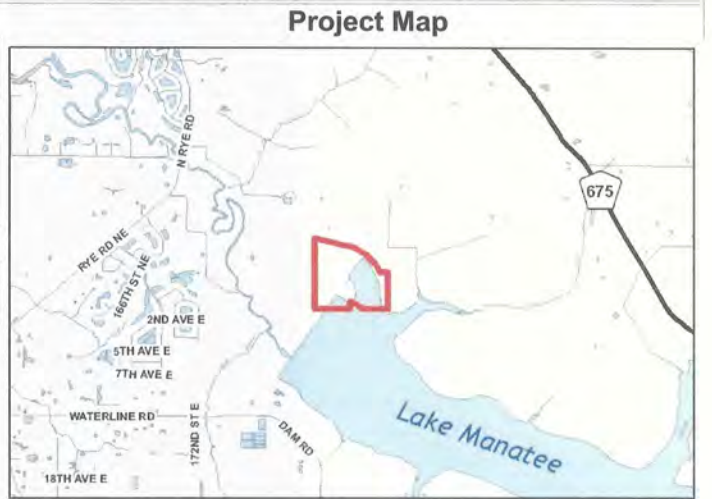 Project Map
N RYE RD
675
RYE RD NE
166TH ST NE
2ND AVE E
5TH AVE E
7TH AVE E
WATERLINE RD
172ND ST E
DAM RD
Lake Manatee
18TH AVE E